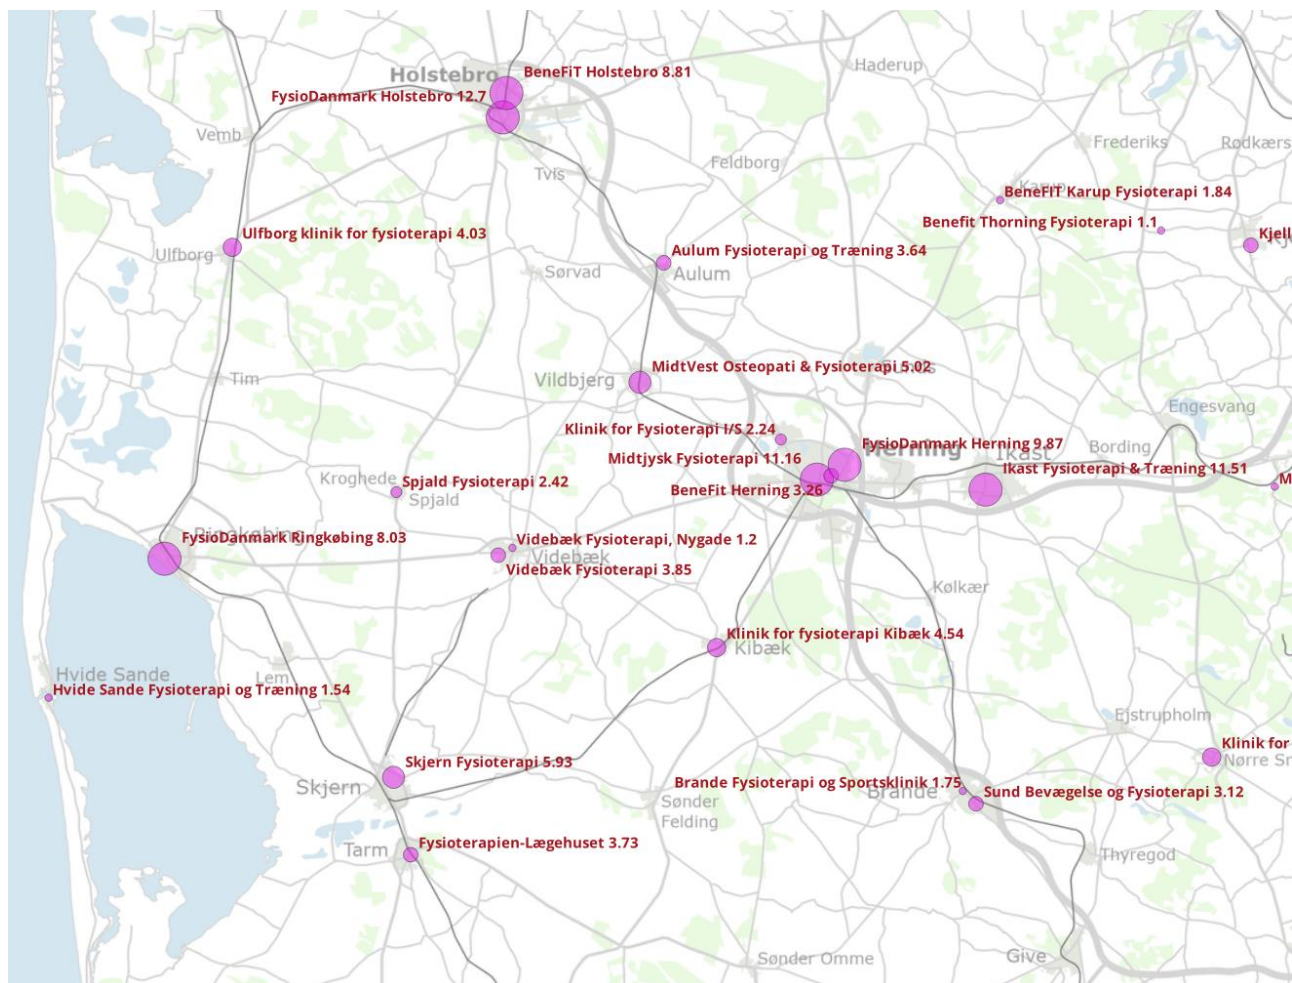 Holstebro
BeneFiT Holstebro 8.81
Haderup
FysioDanmark Holstebro 12.7
Vemb
Frederiks
Rødkærs
Feldborg
Tvis
BeneFIT Karup Fysioterapi 1.84
Benefit Thorning Fysioterapi 1.1
Kjell
Ulfborg klinik for fysioterapi 4.03
Ulfborg
Aulum Fysioterapi og Træning 3.64
Sørvad
Aulum
MidtVest Osteopati & Fysioterapi 5.02
Tim
Vildbjerg
Engesvang
Klinik for Fysioterapi I/S 2.24
FysioDanmark Herning 9.87
Bording
Herning
Ikast
Midtjysk Fysioterapi 11.16
Ikast Fysioterapi & Træning 11.51
Kroghede
Spjald Fysioterapi 2.42
BeneFit Herning 3.26
M
Spjald
Ringkøbing
FysioDanmark Ringkøbing 8.03
Videbæk Fysioterapi, Nygade 1.2
Videbæk
Videbæk Fysioterapi 3.85
Kølkær
Klinik for fysioterapi Kibæk 4.54
Kibæk
Hvide Sande
Lem
Hvide Sande Fysioterapi og Træning 1.54
Ejstrupholm
Klinik for
Nørre Sn
Skjern Fysioterapi 5.93
Skjern
Brande Fysioterapi og Sportsklinik 1.75
Brande
Sund Bevægelse og Fysioterapi 3.12
Sønder
Felding
Fysioterapien-Lægehuset 3.73
Tarm
Thyregod
Sønder Omme
Give